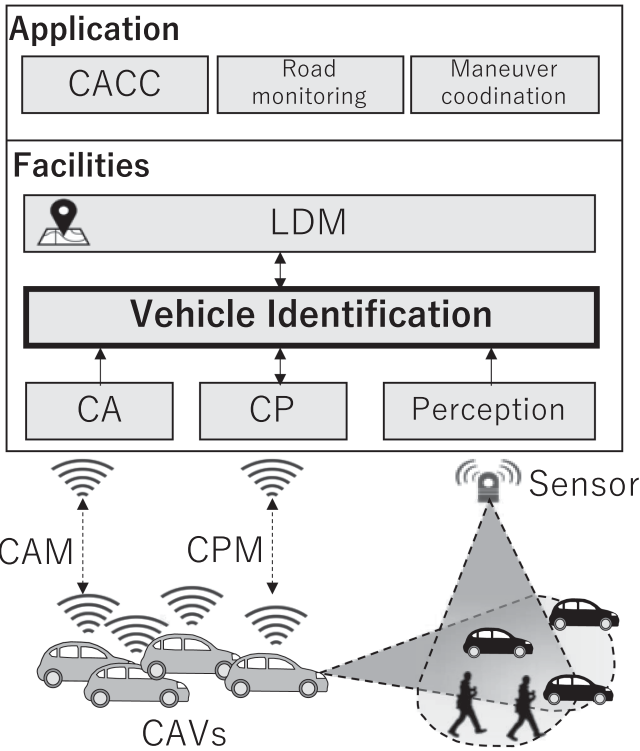 Application
CACC
Road
monitoring
Maneuver
coodination
Facilities
LDM
Vehicle Identification
CA
CP
Perception
Sensor
CAM
CPM
CAVs